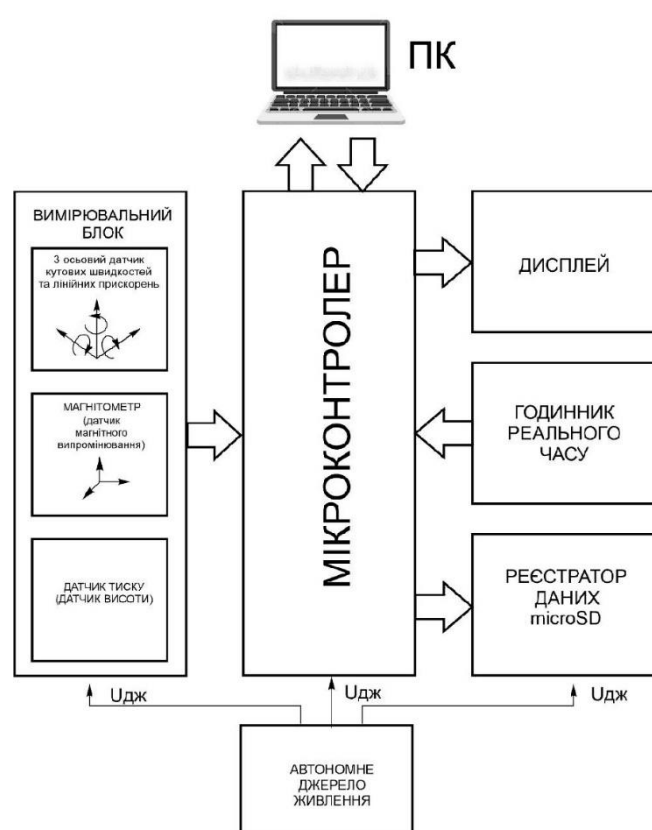 ПК
ВИМІРЮВАЛЬНИЙ
БЛОК
3 осьовий датчик
кутових швидкостей
та лінійних прискорень
МАГНІТОМЕТР
(датчик
магнітного
випромінювання)
ДАТЧИК ТИСКУ
(ДАТЧИК ВИСОТИ)
МІКРОКОНТРОЛЕР
ДИСПЛЕЙ
ГОДИННИК
РЕАЛЬНОГО
ЧАСУ
РЕЄСТРАТОР
ДАНИХ
microSD
Uдж
Uдж
Uдж
АВТОНОМНЕ
ДЖЕРЕЛО
ЖИВЛЕННЯ